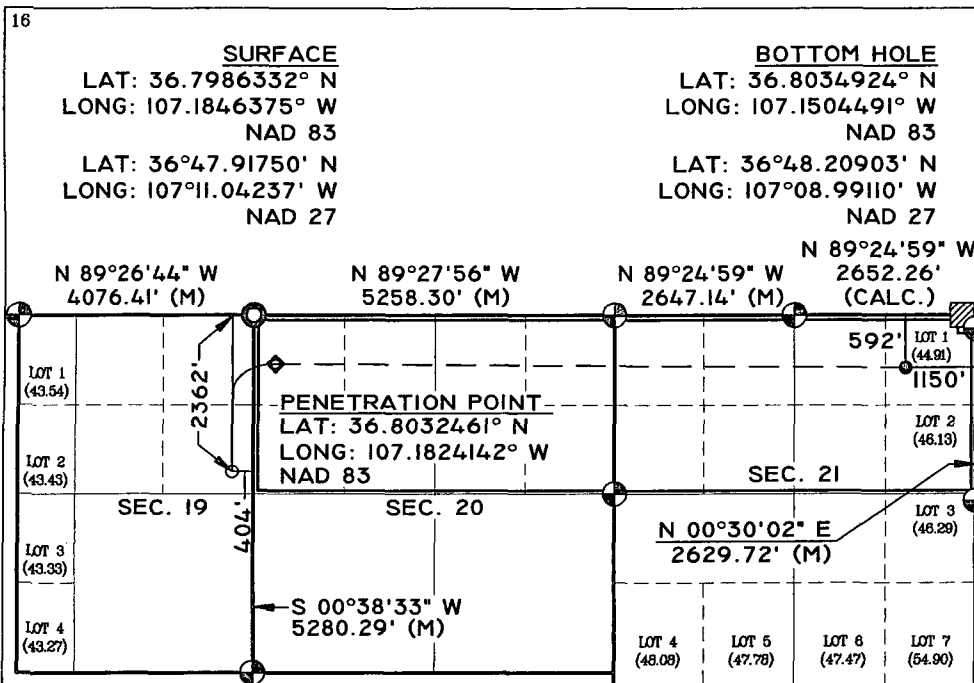 16
SURFACE
LAT: 36.7986332° N
LONG: 107.1846375° W
NAD 83
LAT: 36°47.91750' N
LONG: 107°11.04237' W
NAD 27
BOTTOM HOLE
LAT: 36.8034924° N
LONG: 107.1504491° W
NAD 83
LAT: 36°48.20903' N
LONG: 107°08.99110' W
NAD 27
N 89°26'44" W
4076.41' (M)
N 89°27'56" W
5258.30' (M)
N 89°24'59" W
2647.14' (M)
N 89°24'59" W
2652.26'
(CALC.)
592'
1150'
2362'
404'
PENETRATION POINT
LAT: 36.8032461° N
LONG: 107.1824142° W
NAD 83
LOT 1
(43.54)
LOT 2
(43.43)
LOT 3
(43.33)
LOT 4
(43.27)
SEC. 19
SEC. 20
SEC. 21
LOT 1
(44.91)
LOT 2
(46.13)
LOT 3
(46.29)
N 00°30'02" E
2629.72' (M)
S 00°38'33" W
5280.29' (M)
LOT 4
(48.08)
LOT 5
(47.78)
LOT 6
(47.47)
LOT 7
(54.90)